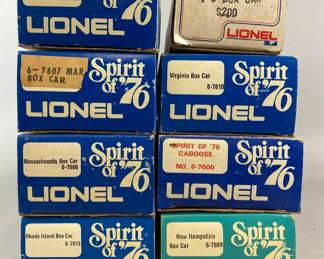 of '76
LIONEL
BOX CAR
9200
LIONEL
6-7607 MAR
BOX CAR
Spirit
of '76
LIONEL
Virginia Box Car
6-7610
Spirit
of '76
LIONEL
Massachusetts Box Car
6-7606
Spirit
of '76
LIONEL
SPIRIT OF '76
CABOOSE
NO. 6-7600
Spirit
of '76
LIONEL
Rhode Island Box Car
6-7613
Spirit
of '76
New Hampshire
Box Car 6-7609
Spirit
of '76